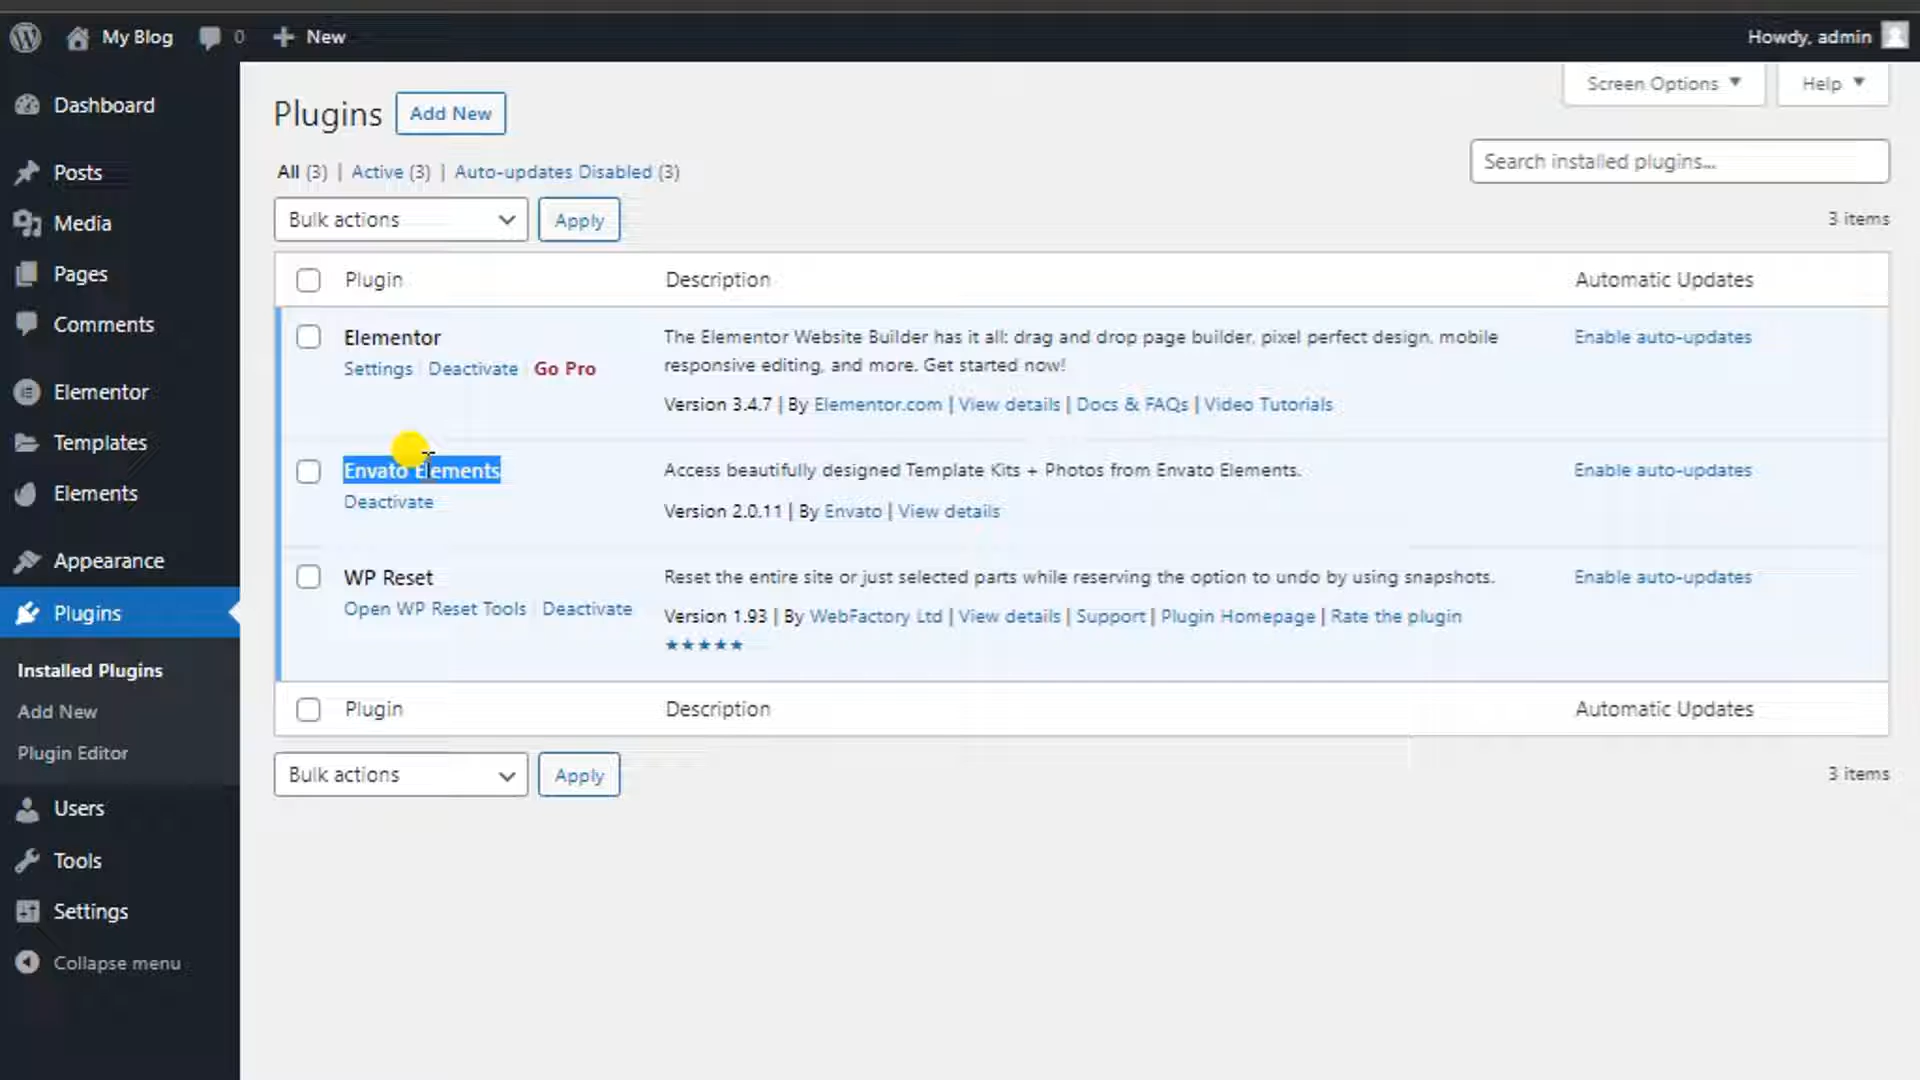 My Blog 0 New Howdy, admin
Screen Options Help
Dashboard
Posts
Media
Pages
Comments
Elementor
Templates
Elements
Appearance
Plugins
Installed Plugins
Add New
Plugin Editor
Users
Tools
Settings
Collapse menu
Plugins Add New
All (3) | Active (3) | Auto-updates Disabled (3)
Search installed plugins...
Bulk actions Apply
3 items
Plugin Description Automatic Updates
Elementor
Settings | Deactivate | Go Pro
The Elementor Website Builder has it all: drag and drop page builder, pixel perfect design, mobile
responsive editing, and more. Get started now!
Version 3.4.7 | By Elementor.com | View details | Docs & FAQs | Video Tutorials
Enable auto-updates
Envato Elements
Deactivate
Access beautifully designed Template Kits + Photos from Envato Elements.
Version 2.0.11 | By Envato | View details
Enable auto-updates
WP Reset
Open WP Reset Tools | Deactivate
Reset the entire site or just selected parts while reserving the option to undo by using snapshots.
Version 1.93 | By WebFactory Ltd | View details | Support | Plugin Homepage | Rate the plugin
★★★★★
Enable auto-updates
Plugin Description Automatic Updates
Bulk actions Apply
3 items